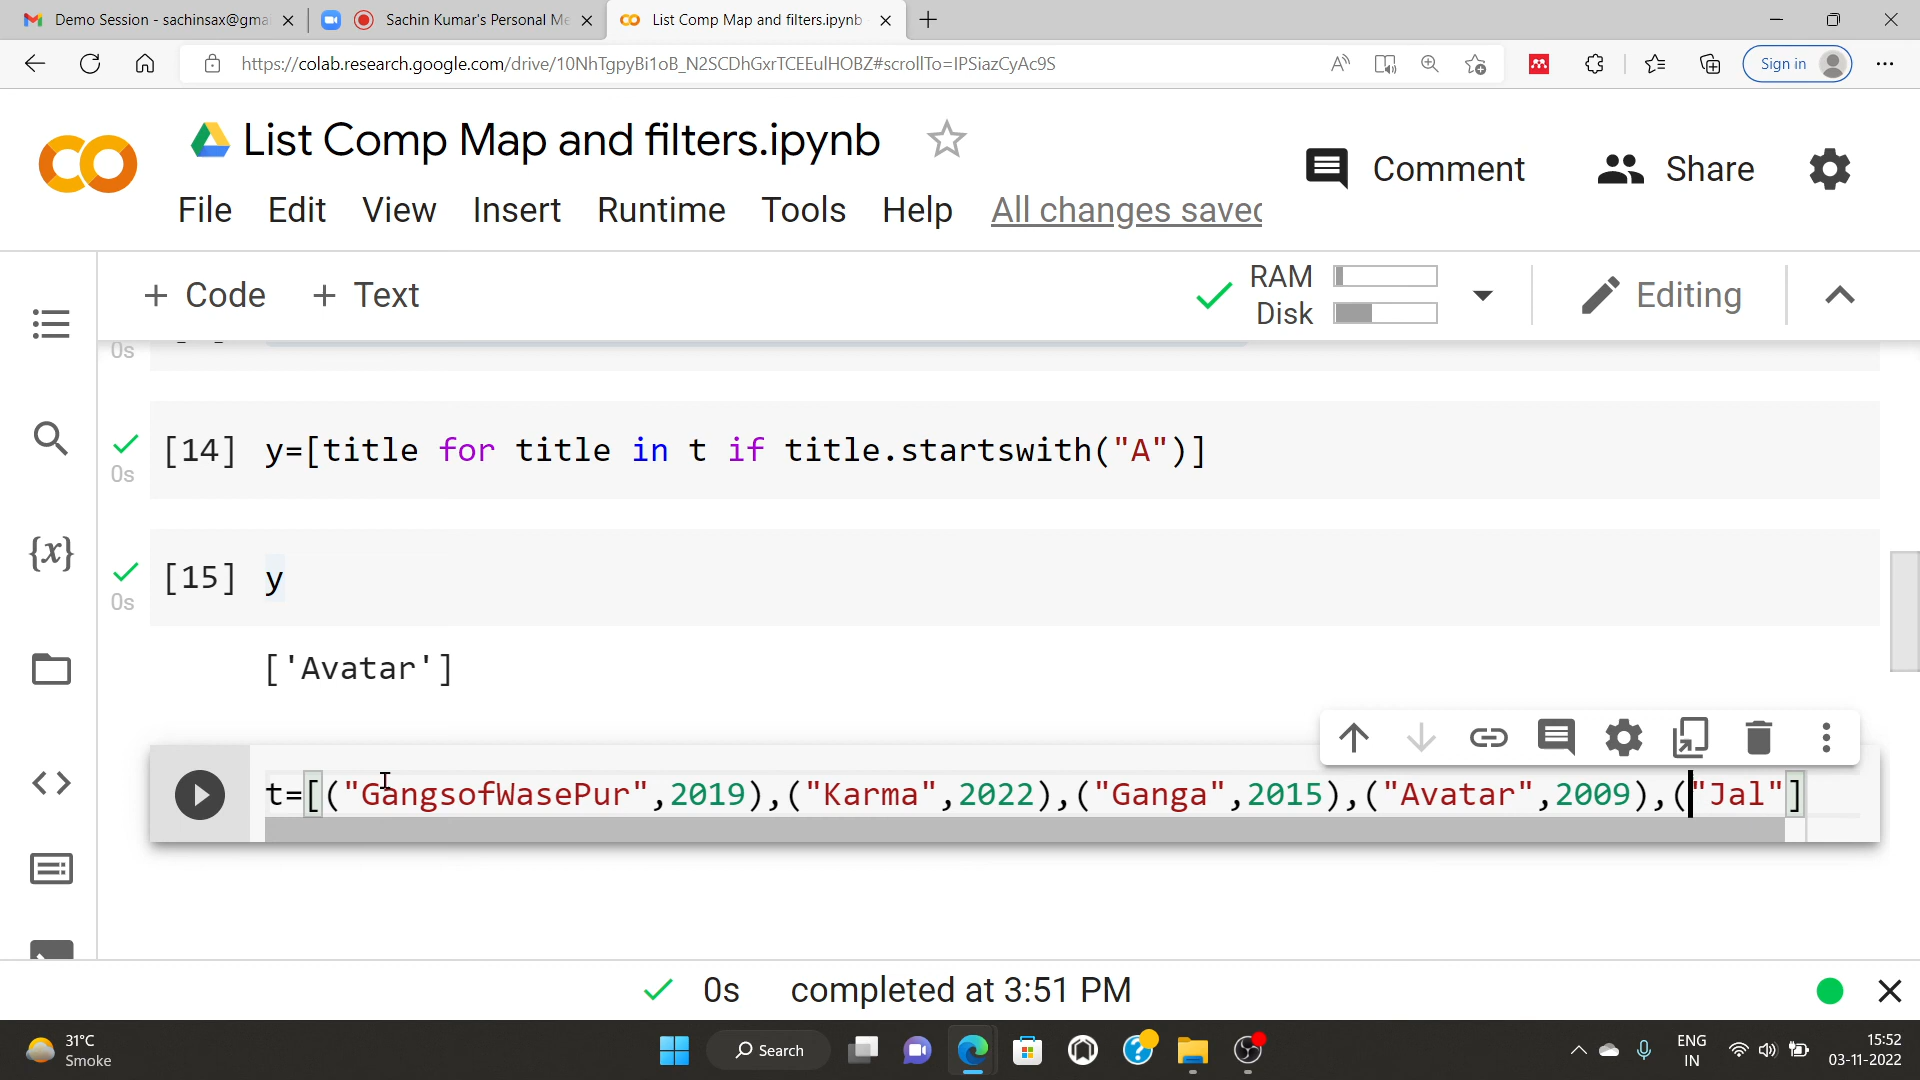 Demo Session - sachinsax@gma
Sachin Kumar's Personal Me
List Comp Map and filters.ipynb
https://colab.research.google.com/drive/10NhTgpyBi1oB_N2SCDhGxrTCEEulHOBZ#scrollTo=IPSiazCyAc9S
Sign in
List Comp Map and filters.ipynb
Comment
Share
File Edit View Insert Runtime Tools Help All changes saved
+ Code + Text
RAM
Disk
Editing
0s
[14] y=[title for title in t if title.startswith("A")]
0s
[15] y
0s
['Avatar']
t=[("GangsofWasePur",2019),("Karma",2022),("Ganga",2015),("Avatar",2009),("Jal"]
0s completed at 3:51 PM
31°C
Smoke
Search
ENG
IN
15:52
03-11-2022